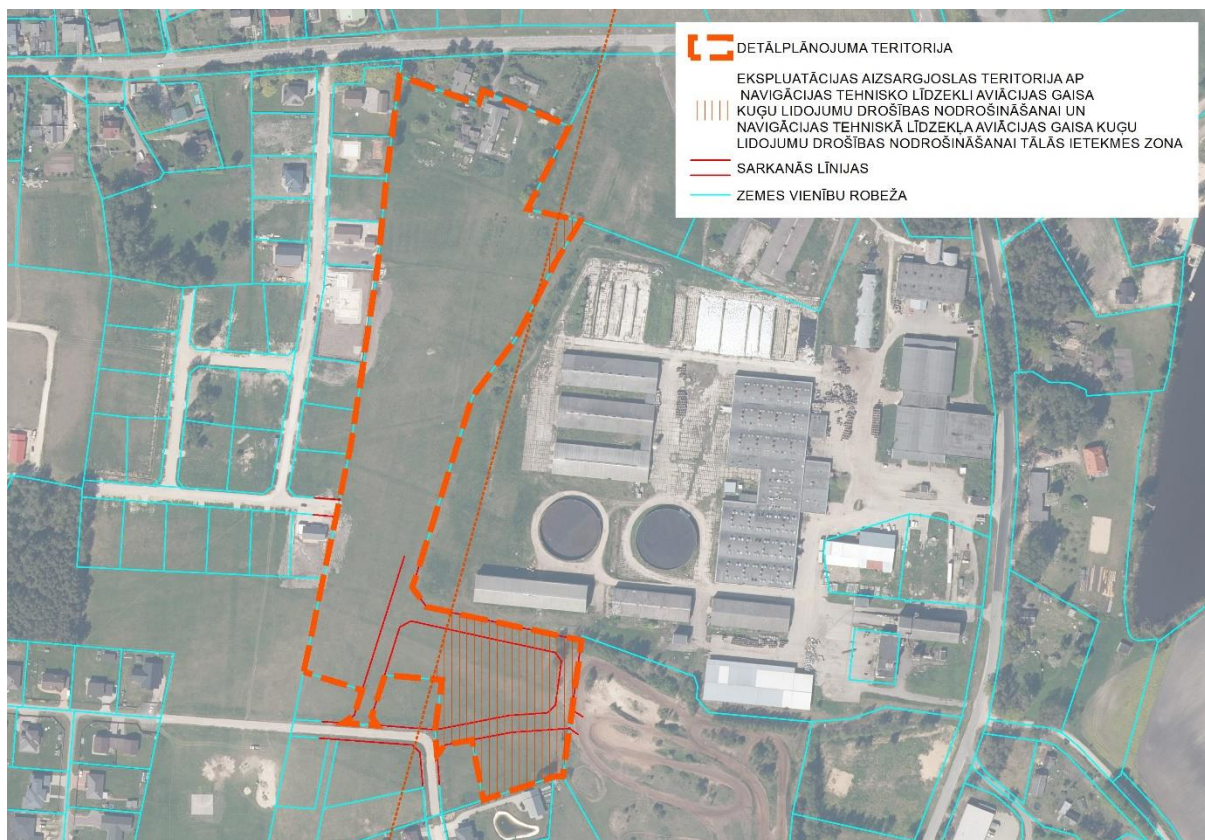 DETĀLPLĀNOJUMA TERITORIJA
EKSPLUATĀCIJAS AIZSARGJOSLAS TERITORIJA AP
NAVIGĀCIJAS TEHNISKO LĪDZEKLI AVIĀCIJAS GAISA
KUĢU LIDOJUMU DROŠĪBAS NODROŠINĀŠANAI UN
NAVIGĀCIJAS TEHNISKĀ LĪDZEKĻA AVIĀCIJAS GAISA KUĢU
LIDOJUMU DROŠĪBAS NODROŠINĀŠANAI TĀLĀS IETEKMES ZONA
SARKANĀS LĪNIJAS
ZEMES VIENĪBU ROBEŽA